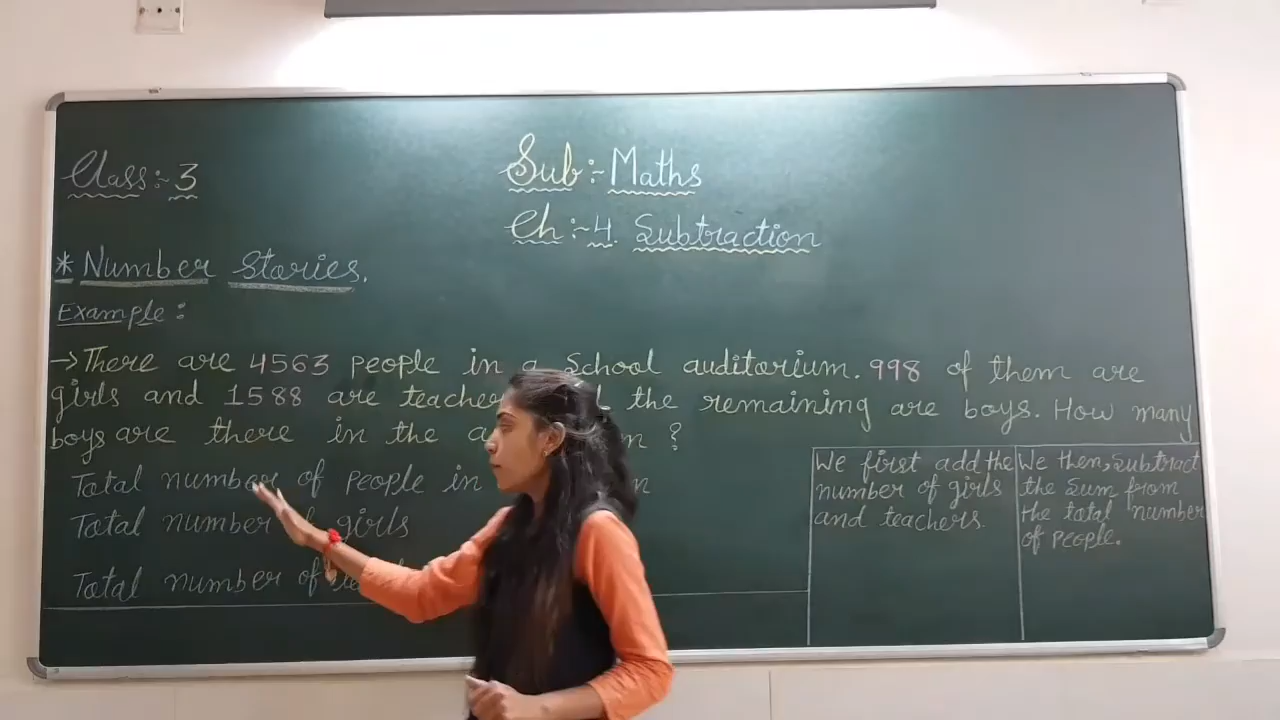 Class:- 3
Sub:- Maths
Ch:- 4. Subtraction
* Number Stories.
Example:
→ There are 4563 people in a School auditorium. 998 of them are
girls and 1588 are the remaining are boys. How many
boys are there in the ?
Total number of people in
Total number girls
Total number of
We first add the
number of girls
and teachers.
We then, Subtract
the Sum from
the total number
of people.